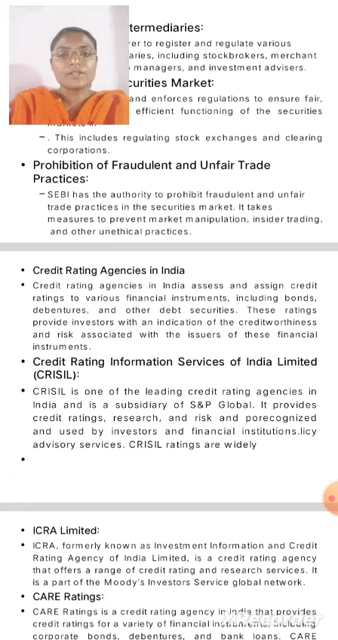 termediaries:
er to register and regulate various
aries, including stockbrokers, merchant
managers, and investment advisers.
curities Market:
and enforces regulations to ensure fair,
efficient functioning of the securities
– . This includes regulating stock exchanges and clearing
corporations.
• Prohibition of Fraudulent and Unfair Trade
Practices:
– SEBI has the authority to prohibit fraudulent and unfair
trade practices in the securities market. It takes
measures to prevent market manipulation, insider trading,
and other unethical practices.
• Credit Rating Agencies in India
• Credit rating agencies in India assess and assign credit
ratings to various financial instruments, including bonds,
debentures, and other debt securities. These ratings
provide investors with an indication of the creditworthiness
and risk associated with the issuers of these financial
instruments.
• Credit Rating Information Services of India Limited
(CRISIL):
• CRISIL is one of the leading credit rating agencies in
India and is a subsidiary of S&P Global. It provides
credit ratings, research, and risk and porecognized
and used by investors and financial institutions.licy
advisory services. CRISIL ratings are widely
•
• ICRA Limited:
• ICRA, formerly known as Investment Information and Credit
Rating Agency of India Limited, is a credit rating agency
that offers a range of credit rating and research services. It
is a part of the Moody's Investors Service global network.
• CARE Ratings:
• CARE Ratings is a credit rating agency in India that provides
credit ratings for a variety of financial instruments, including
corporate bonds, debentures, and bank loans. CARE